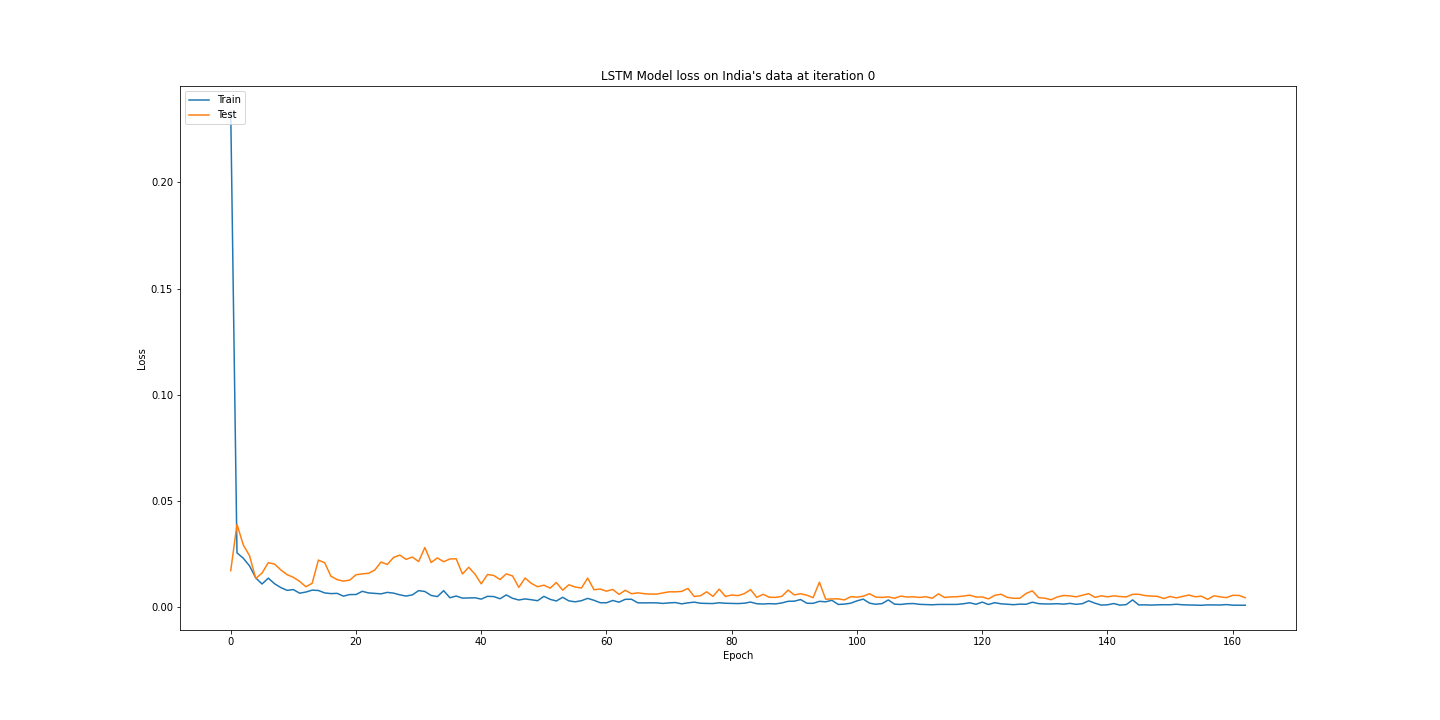 LSTM Model loss on India's data at iteration 0
Train
Test
0.20
0.15
0.10
0.05
0.00
Loss
0 20 40 60 80 100 120 140 160
Epoch